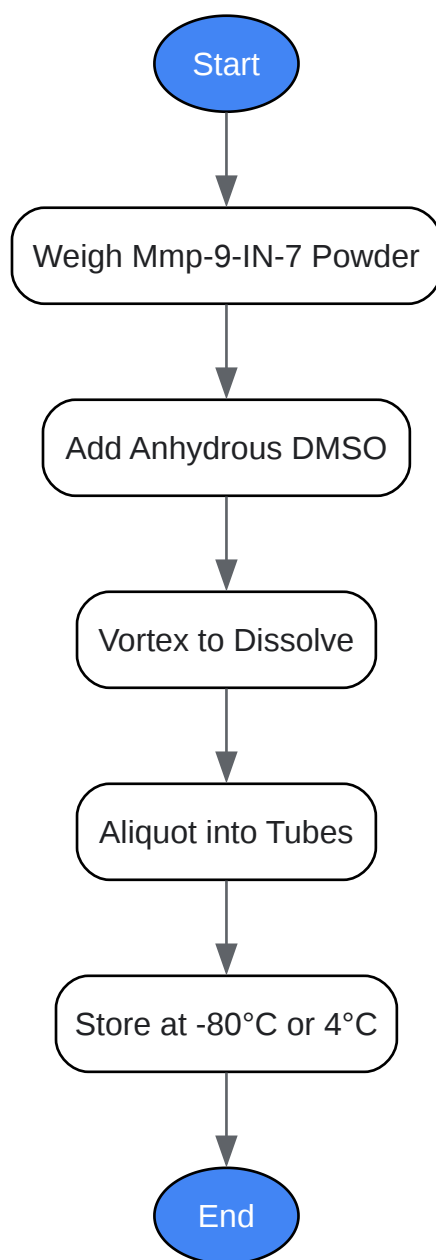 Start
Weigh Mmp-9-IN-7 Powder
Add Anhydrous DMSO
Vortex to Dissolve
Aliquot into Tubes
Store at -80°C or 4°C
End